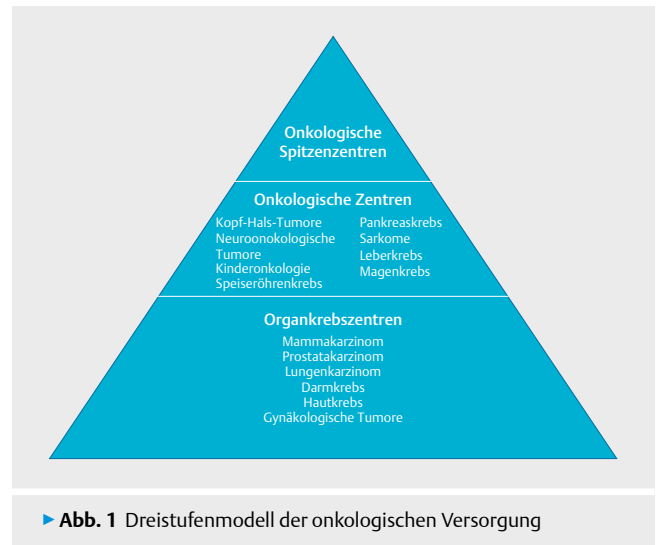 Onkologische
Spitzenzentren
Onkologische Zentren
Kopf-Hals-Tumore
Neuroonokologische
Tumore
Kinderonkologie
Speiseröhrenkrebs
Pankreaskrebs
Sarkome
Leberkrebs
Magenkrebs
Organkrebszentren
Mammakarzinom
Prostatakarzinom
Lungenkarzinom
Darmkrebs
Hautkrebs
Gynäkologische Tumore
▶ Abb. 1 Dreistufenmodell der onkologischen Versorgung